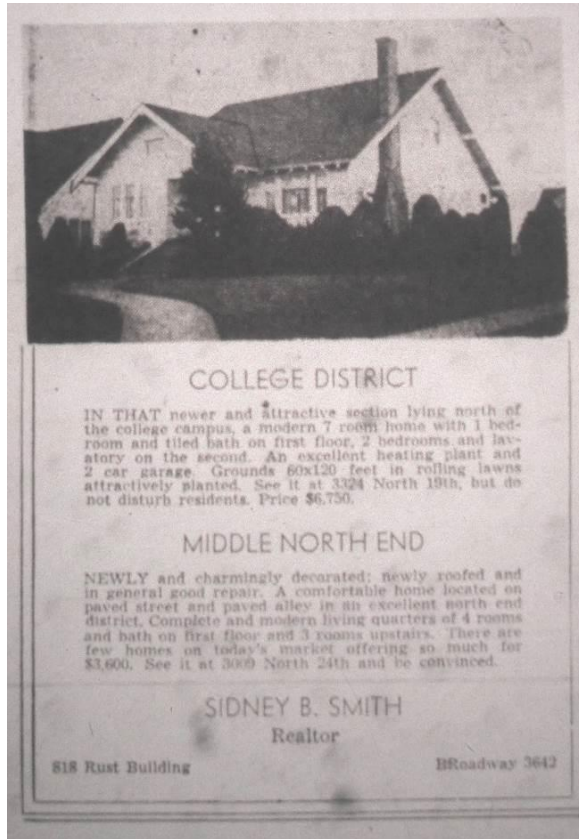 COLLEGE DISTRICT
IN THAT newer and attractive section lying north of
the college campus, a modern 7 room home with 1 bed-
room and tiled bath on first floor, 2 bedrooms and lav-
atory on the second. An excellent heating plant and
2 car garage. Grounds 60x120 feet in rolling lawns
attractively planted. See it at 3324 North 19th, but do
not disturb residents. Price $6,750.
MIDDLE NORTH END
NEWLY and charmingly decorated; newly roofed and
in general good repair. A comfortable home located on
paved street and paved alley in an excellent north end
district. Complete and modern living quarters of 4 rooms
and bath on first floor and 3 rooms upstairs. There are
few homes on today's market offering so much for
$3,600. See it at 3009 North 24th and be convinced.
SIDNEY B. SMITH
Realtor
818 Rust Building
BRoadway 3642